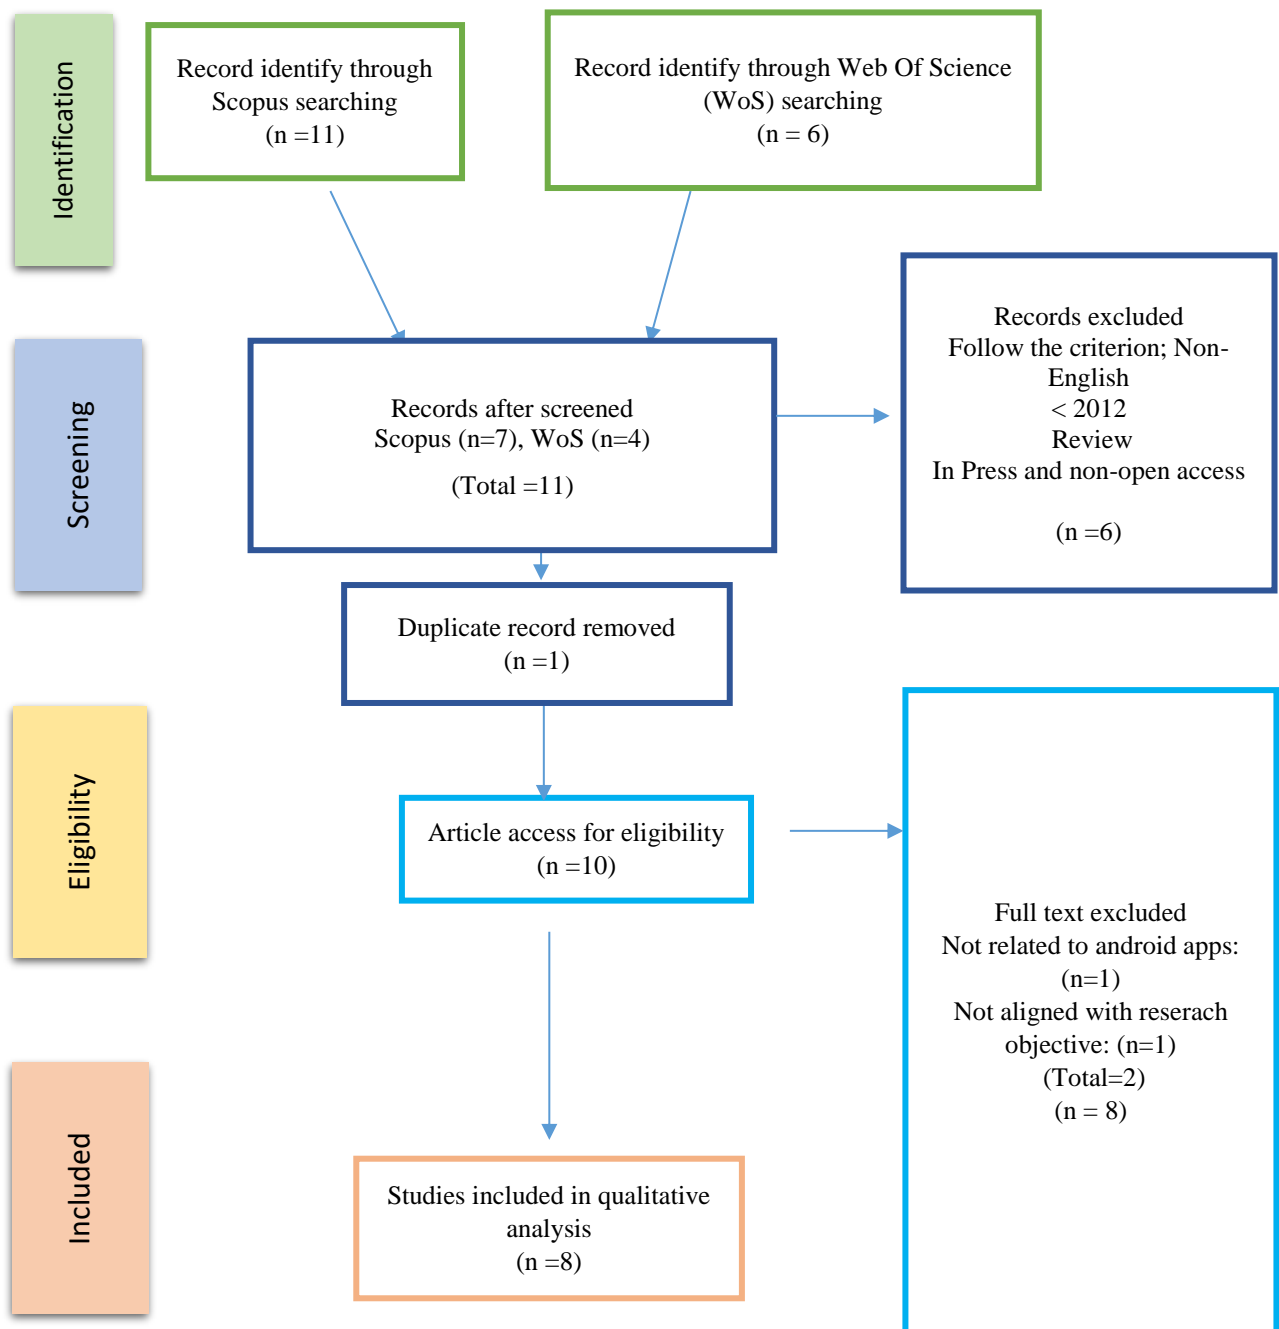 Identification
Record identify through
Scopus searching
(n =11)
Record identify through Web Of Science
(WoS) searching
(n = 6)
Screening
Records after screened
Scopus (n=7), WoS (n=4)
(Total =11)
Records excluded
Follow the criterion; Non-
English
< 2012
Review
In Press and non-open access
(n =6)
Duplicate record removed
(n =1)
Eligibility
Article access for eligibility
(n =10)
Full text excluded
Not related to android apps:
(n=1)
Not aligned with reserach
objective: (n=1)
(Total=2)
(n = 8)
Included
Studies included in qualitative
analysis
(n =8)